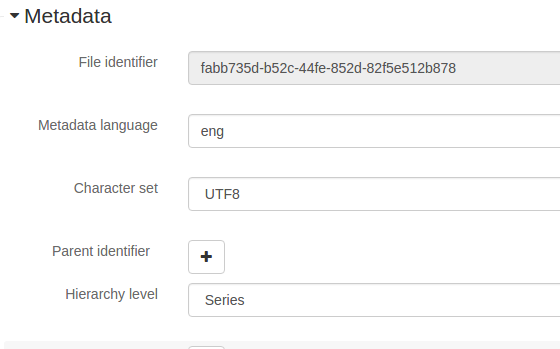 Metadata
File identifier fabb735d-b52c-44fe-852d-82f5e512b878
Metadata language eng
Character set UTF8
Parent identifier
Hierarchy level Series